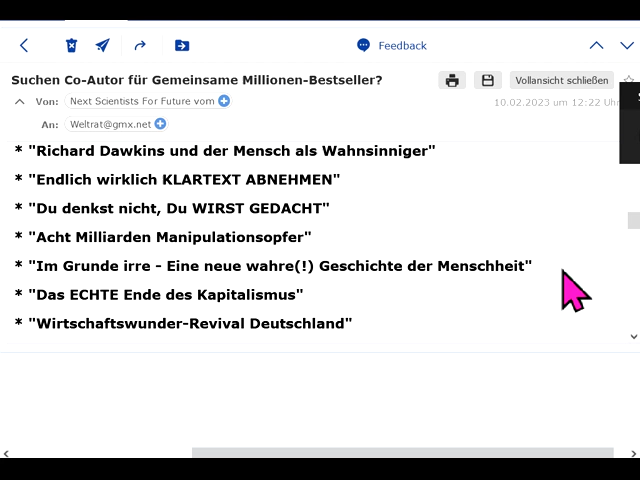 Feedback
Suchen Co-Autor für Gemeinsame Millionen-Bestseller?
Vollansicht schließen
Von: Next Scientists For Future vom
10.02.2023 um 12:22 Uhr
An: Weltrat@gmx.net
* "Richard Dawkins und der Mensch als Wahnsinniger"
* "Endlich wirklich KLARTEXT ABNEHMEN"
* "Du denkst nicht, Du WIRST GEDACHT"
* "Acht Milliarden Manipulationsopfer"
* "Im Grunde irre - Eine neue wahre(!) Geschichte der Menschheit"
* "Das ECHTE Ende des Kapitalismus"
* "Wirtschaftswunder-Revival Deutschland"